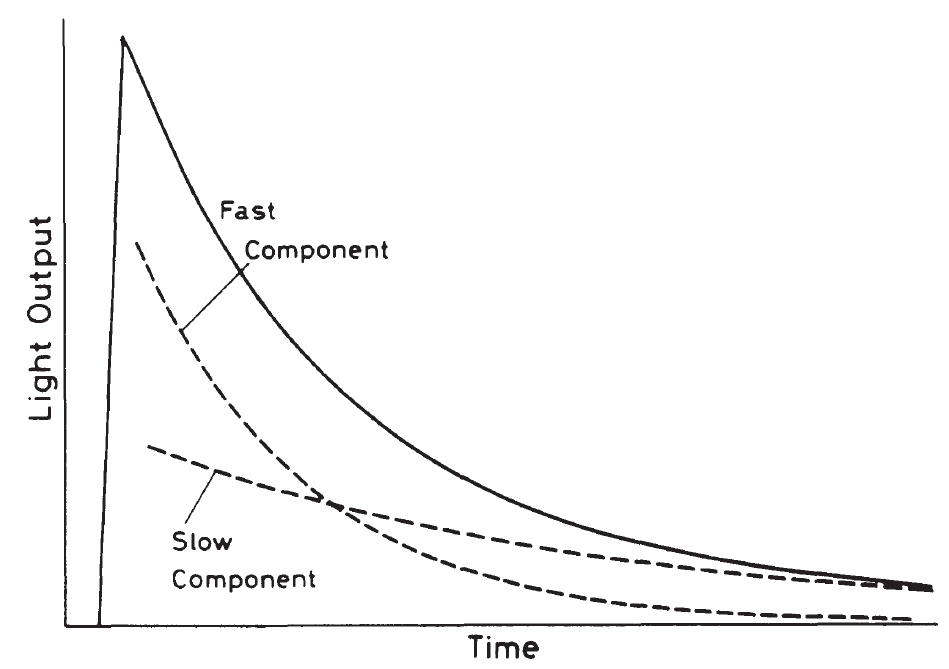 Fast
Component
Light Output
Slow
Component
Time